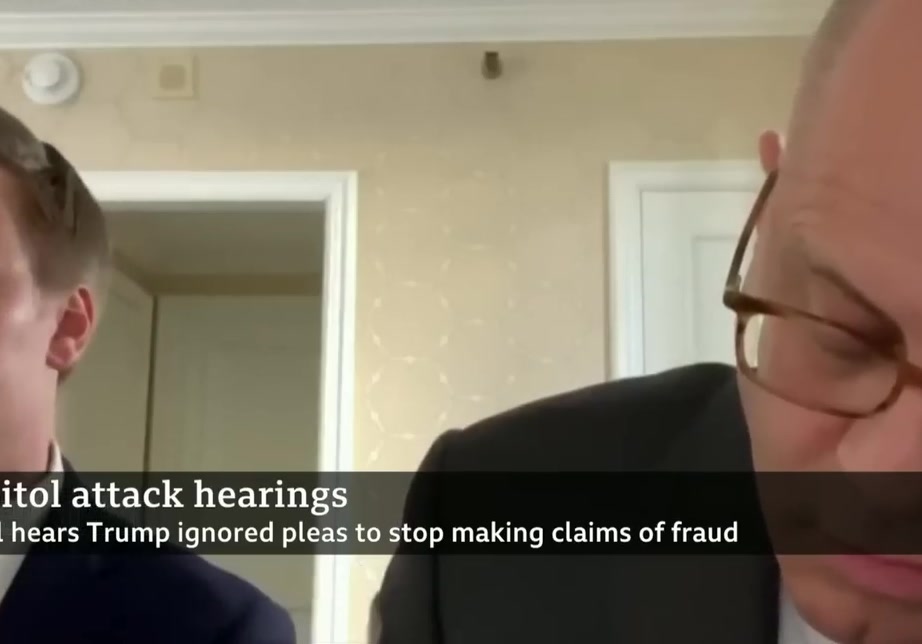 itol attack hearings
l hears Trump ignored pleas to stop making claims of fraud